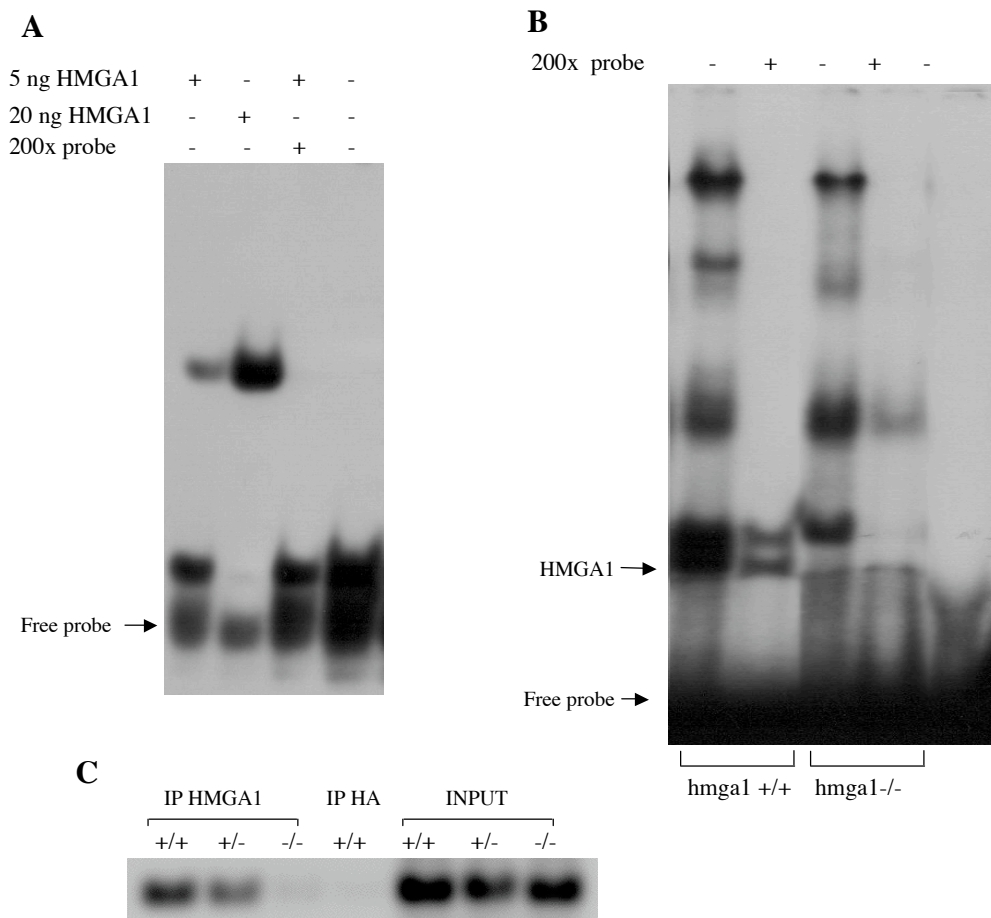 A
5 ng HMGA1 + - + -
20 ng HMGA1 - + - -
200x probe - - + -
Free probe
B
200x probe - + - + -
HMGA1
Free probe
hmga1 +/+ hmga1-/-
C
IP HMGA1 IP HA INPUT
+/+ +/- -/- +/+ +/+ +/- -/-